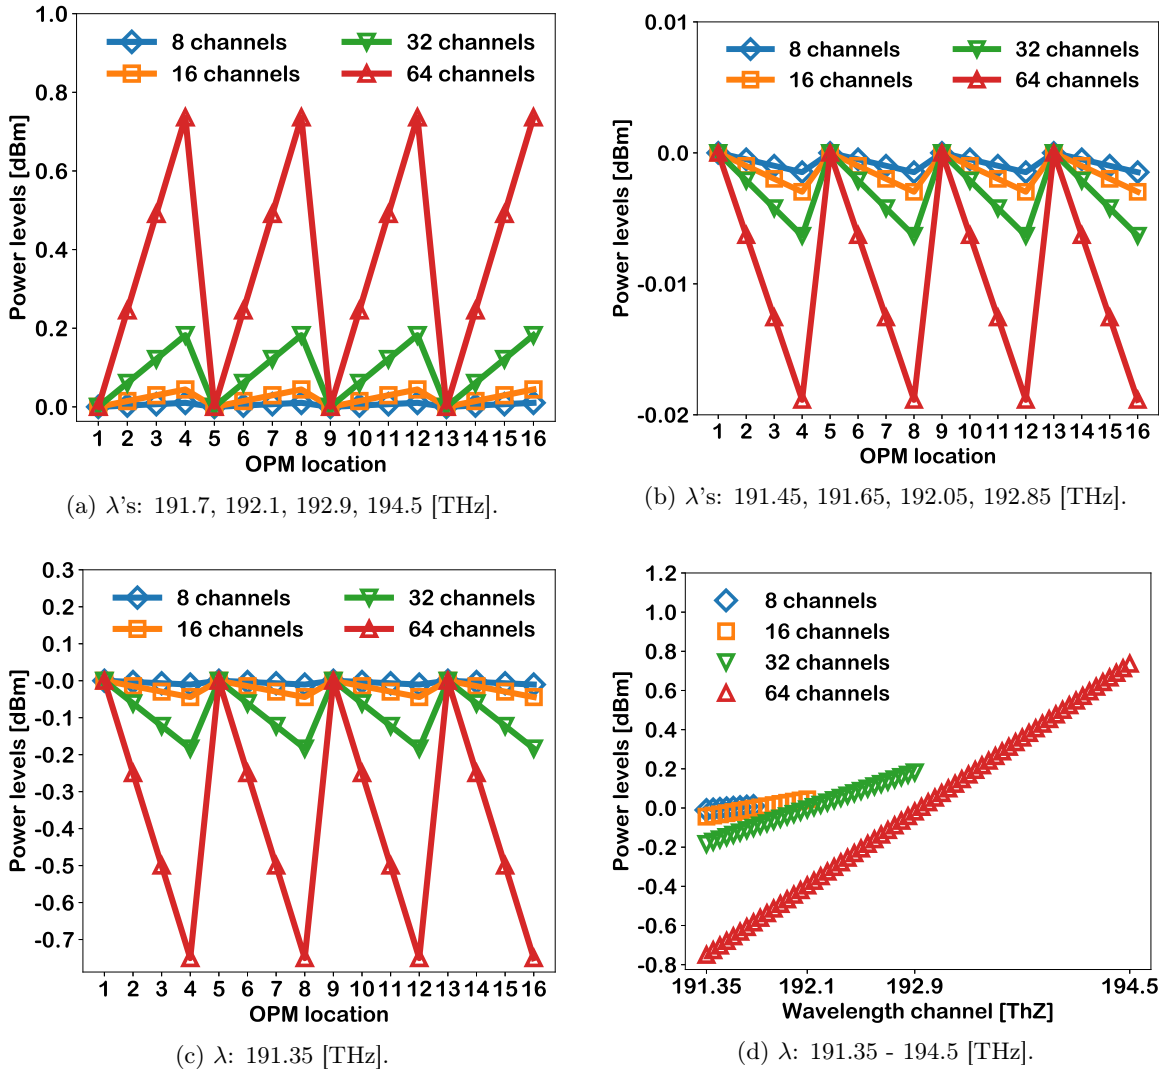 1.0
0.8
0.6
0.4
0.2
0.0
Power levels [dBm]
8 channels
16 channels
32 channels
64 channels
1 2 3 4 5 6 7 8 9 10 11 12 13 14 15 16
OPM location
(a) λ's: 191.7, 192.1, 192.9, 194.5 [THz].
0.01
0.0
-0.01
-0.02
Power levels [dBm]
8 channels
16 channels
32 channels
64 channels
1 2 3 4 5 6 7 8 9 10 11 12 13 14 15 16
OPM location
(b) λ's: 191.45, 191.65, 192.05, 192.85 [THz].
0.3
0.2
0.1
-0.0
-0.1
-0.2
-0.3
-0.4
-0.5
-0.6
-0.7
Power levels [dBm]
8 channels
16 channels
32 channels
64 channels
1 2 3 4 5 6 7 8 9 10 11 12 13 14 15 16
OPM location
(c) λ: 191.35 [THz].
1.2
1.0
0.8
0.6
0.4
0.2
0.0
-0.2
-0.4
-0.6
-0.8
Power levels [dBm]
8 channels
16 channels
32 channels
64 channels
191.35 192.1 192.9 194.5
Wavelength channel [ThZ]
(d) λ: 191.35 - 194.5 [THz].